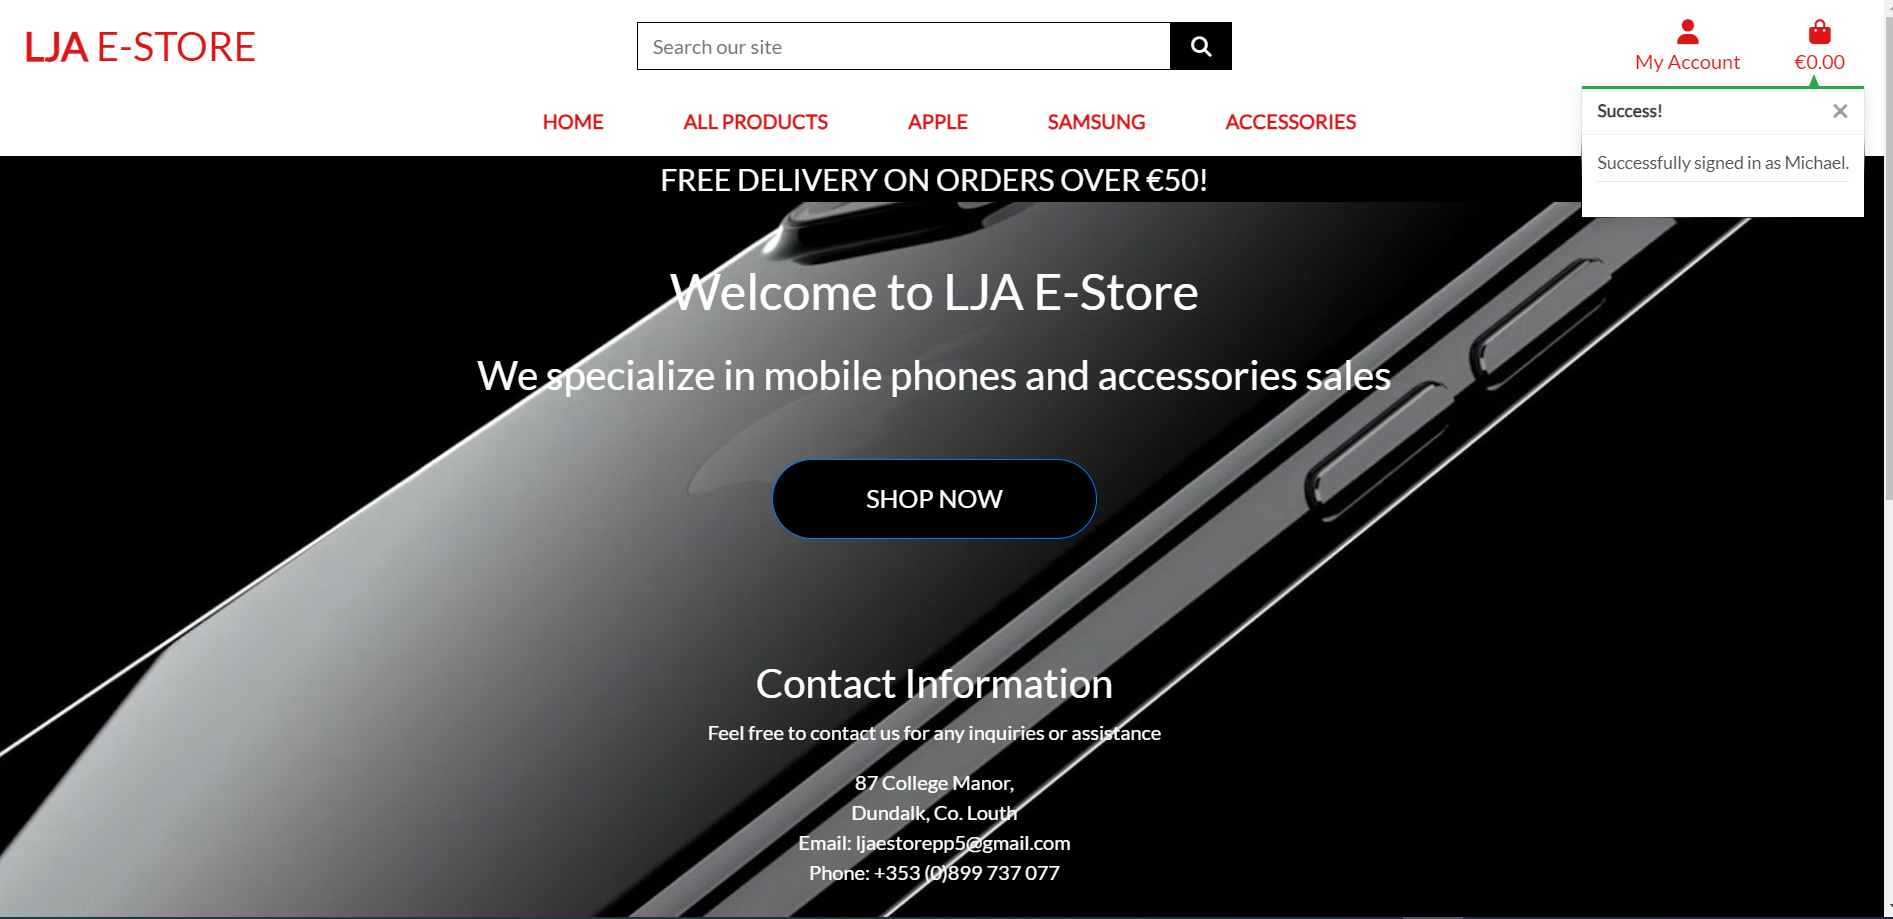 LJA E-STORE
Search our site
My Account
€0.00
HOME
ALL PRODUCTS
APPLE
SAMSUNG
ACCESSORIES
Success!
×
Successfully signed in as Michael.
FREE DELIVERY ON ORDERS OVER €50!
Welcome to LJA E-Store
We specialize in mobile phones and accessories sales
SHOP NOW
Contact Information
Feel free to contact us for any inquiries or assistance
87 College Manor,
Dundalk, Co. Louth
Email: ljaestorepp5@gmail.com
Phone: +353 (0)899 737 077